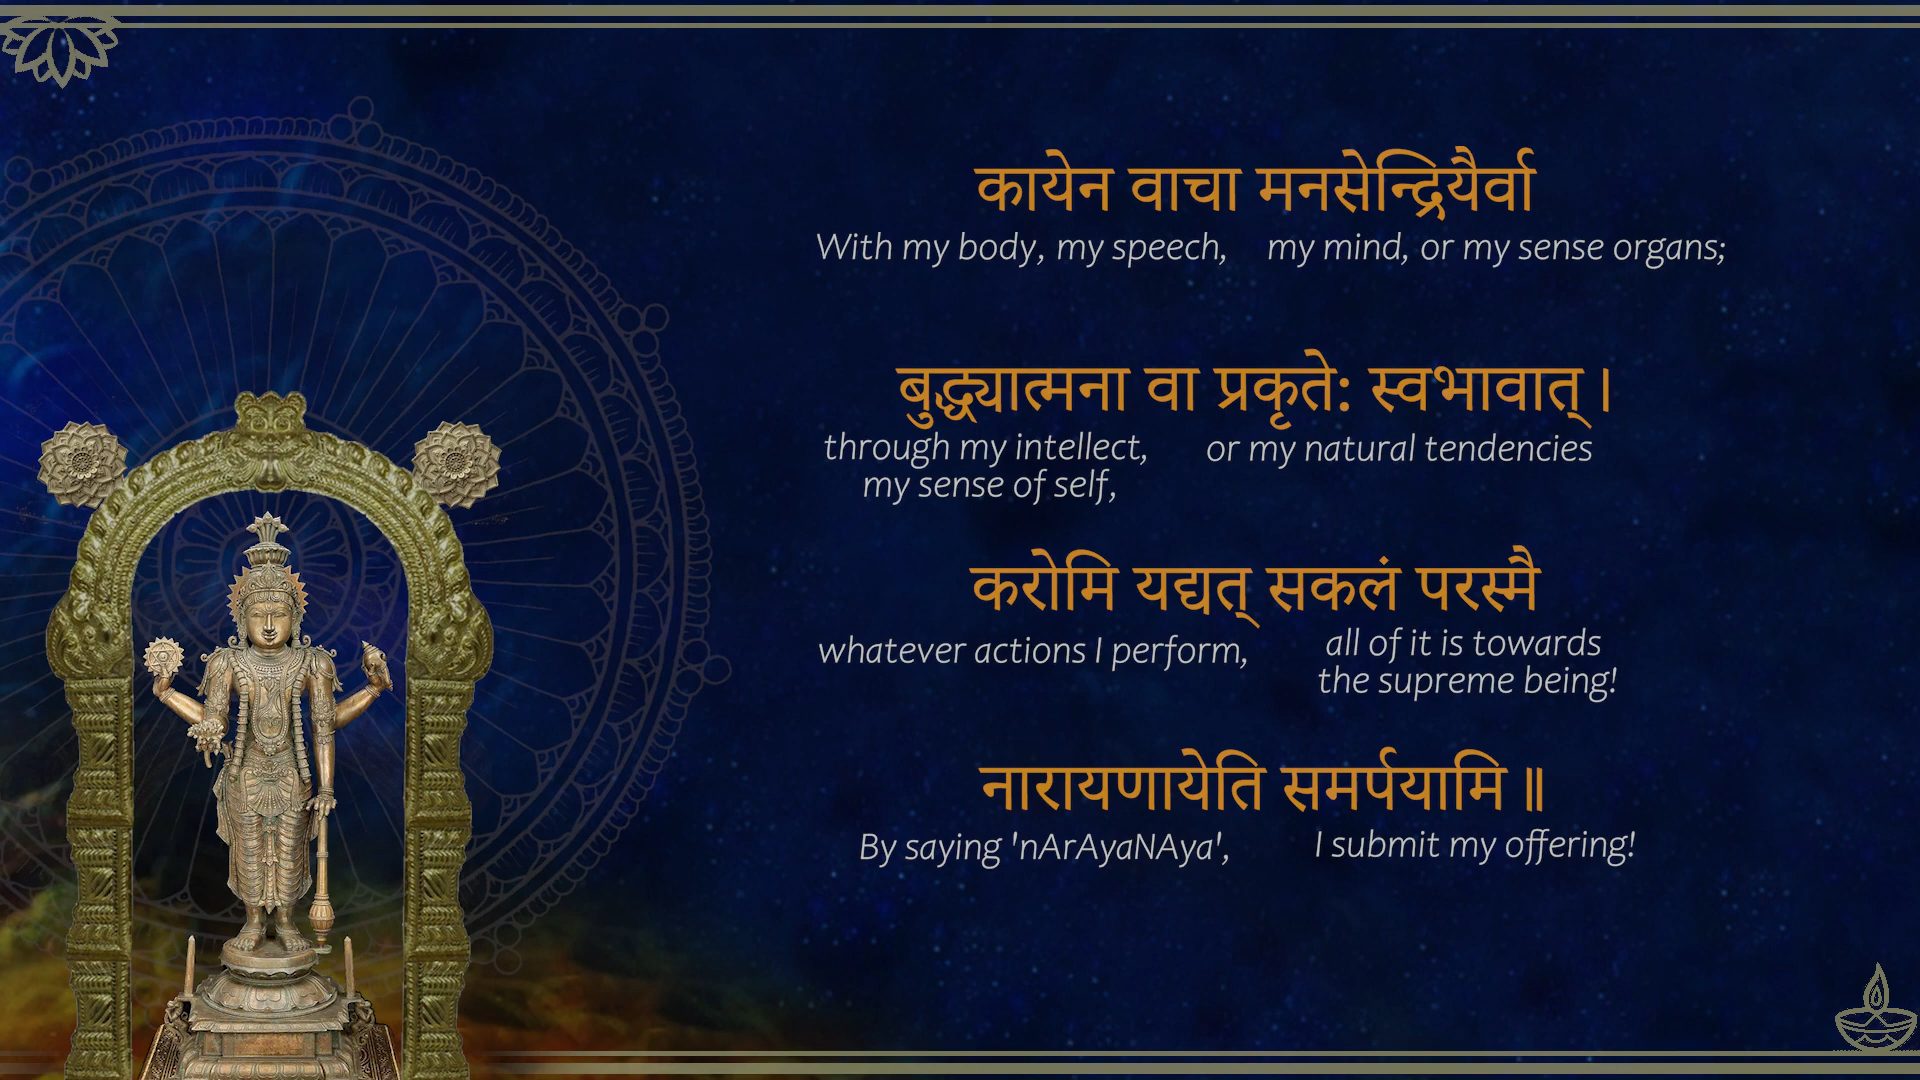 कायेन वाचा मनसेन्द्रियैर्वा
With my body, my speech, my mind, or my sense organs;
बुद्ध्यात्मना वा प्रकृते: स्वभावात् ।
through my intellect, or my natural tendencies
my sense of self,
करोमि यद्यत् सकलं परस्मै
whatever actions I perform, all of it is towards
the supreme being!
नारायणायेति समर्पयामि ॥
By saying 'nArAyaNAya', I submit my offering!